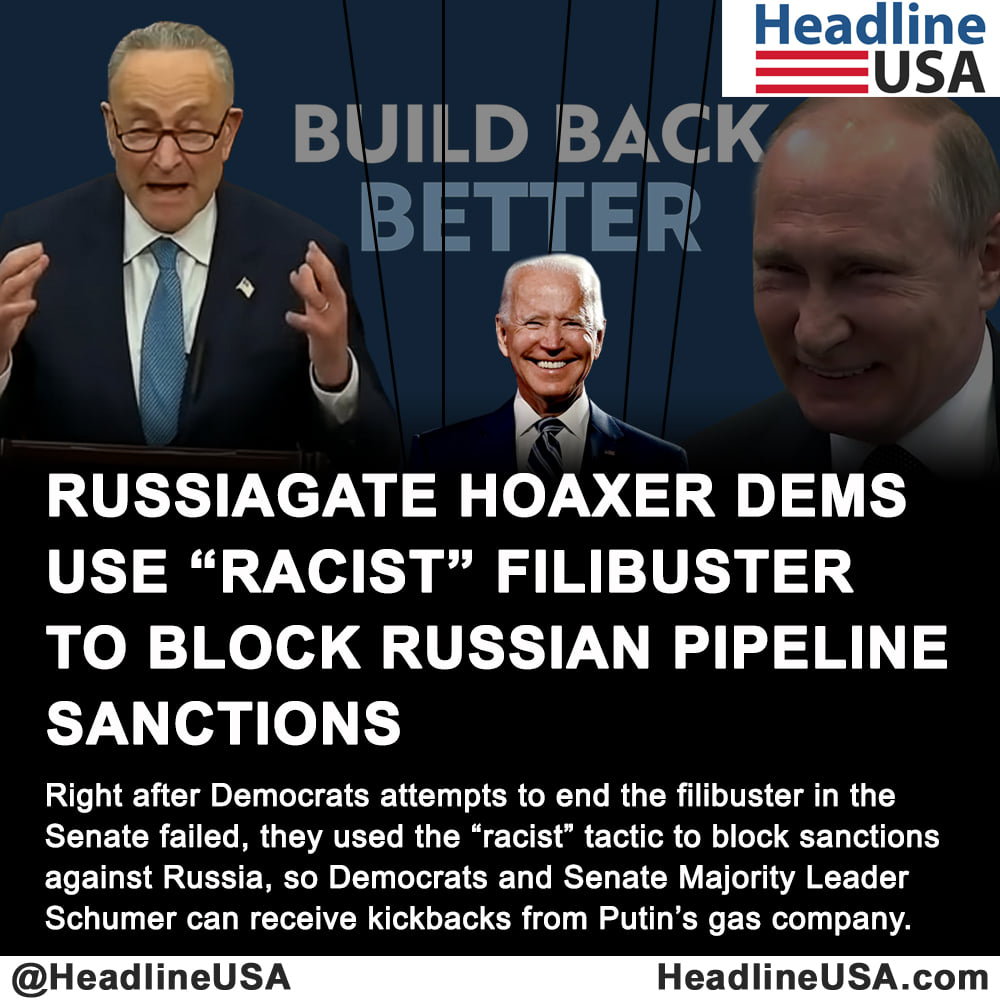 Headline
USA
BUILD BACK
BETTER
RUSSIAGATE HOAXER DEMS
USE “RACIST” FILIBUSTER
TO BLOCK RUSSIAN PIPELINE
SANCTIONS
Right after Democrats attempts to end the filibuster in the
Senate failed, they used the “racist” tactic to block sanctions
against Russia, so Democrats and Senate Majority Leader
Schumer can receive kickbacks from Putin’s gas company.
@HeadlineUSA
HeadlineUSA.com